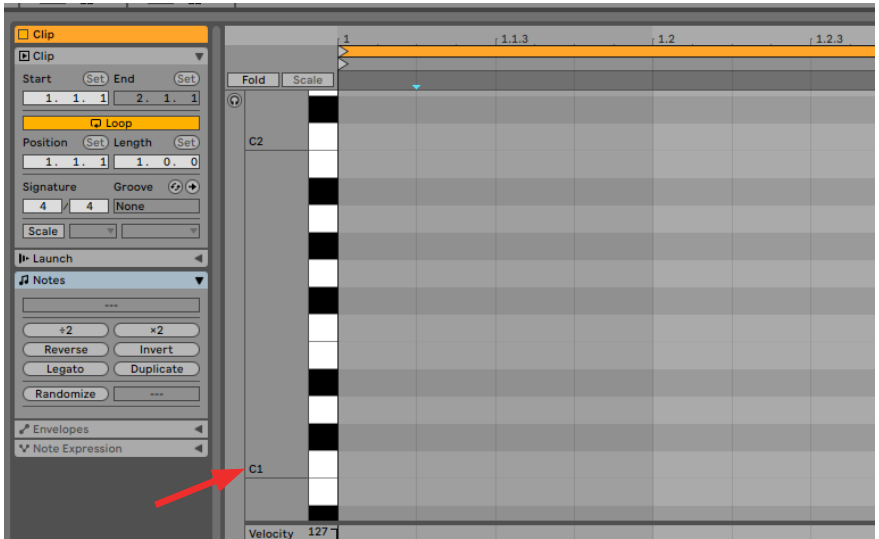 Clip
Clip
Start Set End Set
1. 1. 1 2. 1. 1
Loop
Position Set Length Set
1. 1. 1 1. 0. 0
Signature Groove
4 / 4 None
Scale
Launch
Notes
---
÷2 ×2
Reverse Invert
Legato Duplicate
Randomize ---
Envelopes
Note Expression
1 1.1.3 1.2 1.2.3
Fold Scale
C2
C1
Velocity 127